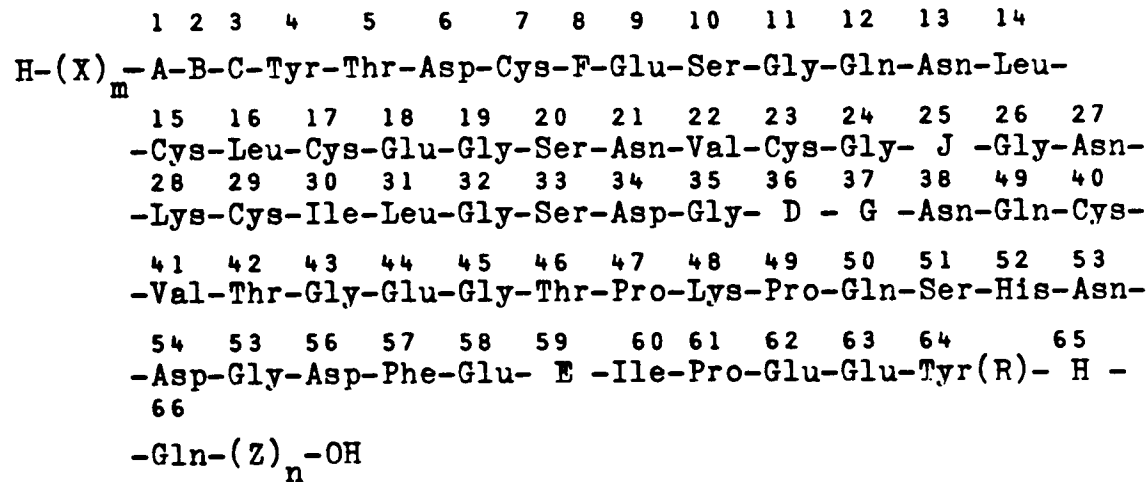 1 2 3 4 5 6 7 8 9 10 11 12 13 14
H-(X)m-A-B-C-Tyr-Thr-Asp-Cys-F-Glu-Ser-Gly-Gln-Asn-Leu-
15 16 17 18 19 20 21 22 23 24 25 26 27
-Cys-Leu-Cys-Glu-Gly-Ser-Asn-Val-Cys-Gly- J -Gly-Asn-
28 29 30 31 32 33 34 35 36 37 38 49 40
-Lys-Cys-Ile-Leu-Gly-Ser-Asp-Gly- D - G -Asn-Gln-Cys-
41 42 43 44 45 46 47 48 49 50 51 52 53
-Val-Thr-Gly-Glu-Gly-Thr-Pro-Lys-Pro-Gln-Ser-His-Asn-
54 53 56 57 58 59 60 61 62 63 64 65
-Asp-Gly-Asp-Phe-Glu- E -Ile-Pro-Glu-Glu-Tyr(R)- H -
66
-Gln-(Z)n-OH